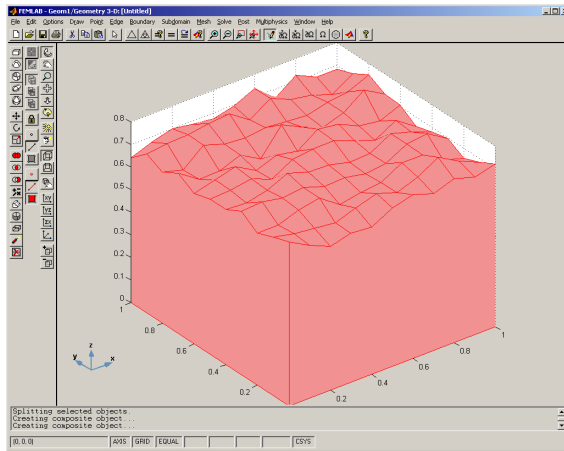 FEMLAB - Geom1/Geometry 3-D: [Untitled]
File Edit Options Draw Point Edge Boundary Subdomain Mesh Solve Post Multiphysics Window Help
0.8
0.7
0.6
0.5
0.4
0.3
0.2
0.1
0
1
0.8
0.6
0.4
0.2
0.2
0.4
0.6
0.8
1
z
y
x
Splitting selected objects.
Creating composite object...
Creating composite object...
(0, 0, 0) AXIS GRID EQUAL CSYS